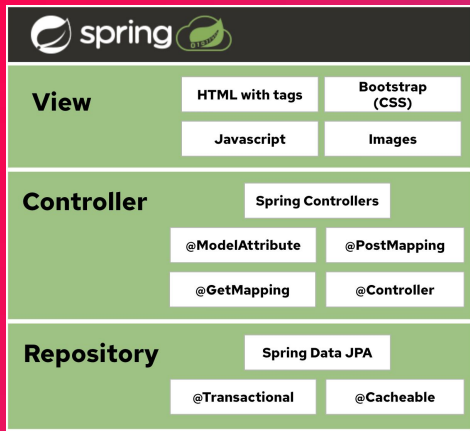 spring
View
HTML with tags
Bootstrap
(CSS)
Javascript
Images
Controller
Spring Controllers
@ModelAttribute
@PostMapping
@GetMapping
@Controller
Repository
Spring Data JPA
@Transactional
@Cacheable